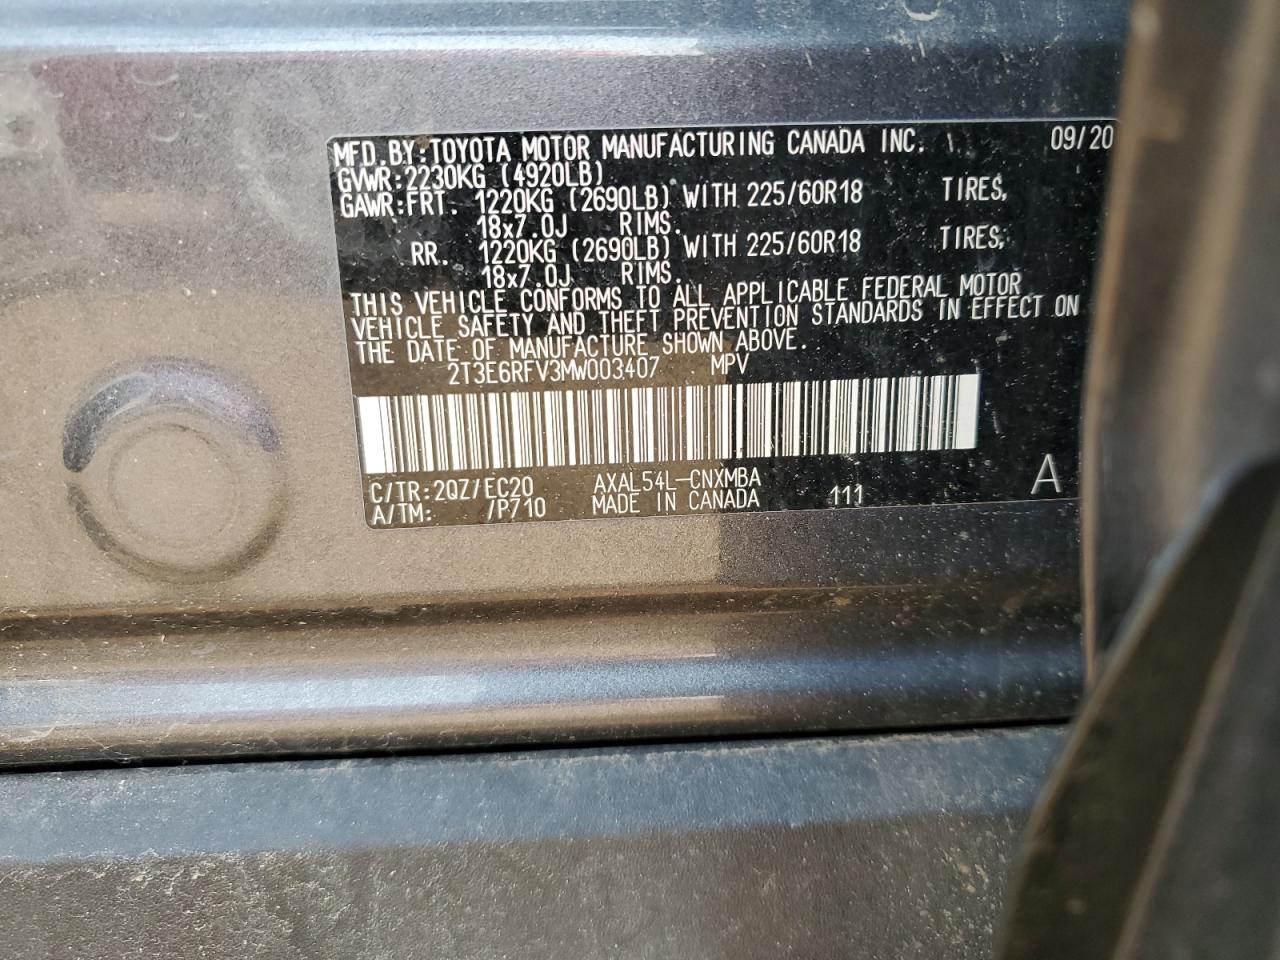 MFD.BY:TOYOTA MOTOR MANUFACTURING CANADA INC. 09/20
GVWR:2230KG (4920LB)
GAWR:FRT. 1220KG (2690LB) WITH 225/60R18 TIRES,
18x7.0J RIMS.
RR. 1220KG (2690LB) WITH 225/60R18 TIRES,
18x7.0J RIMS.
THIS VEHICLE CONFORMS TO ALL APPLICABLE FEDERAL MOTOR
VEHICLE SAFETY AND THEFT PREVENTION STANDARDS IN EFFECT ON
THE DATE OF MANUFACTURE SHOWN ABOVE.
2T3E6RFV3MW003407 MPV
C/TR:2QZ/EC20 AXAL54L-CNXMBA
A/TM: /P710 MADE IN CANADA 111 A